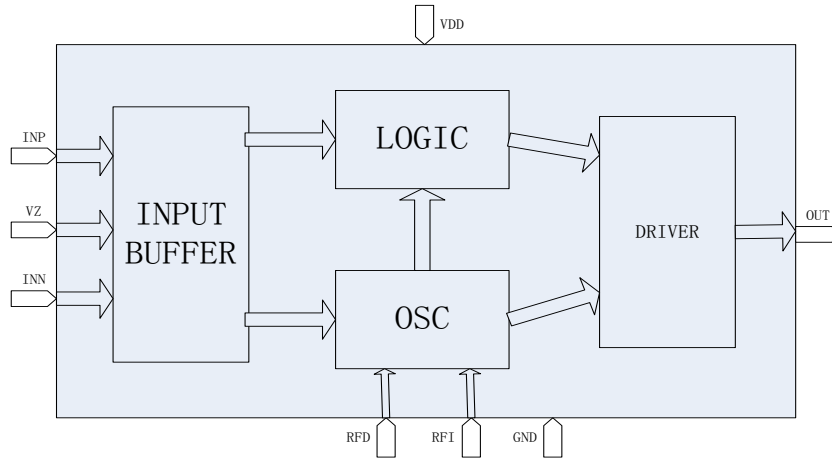 VDD
INP
VZ
INN
INPUT
BUFFER
LOGIC
OSC
DRIVER
OUT
RFD
RFI
GND